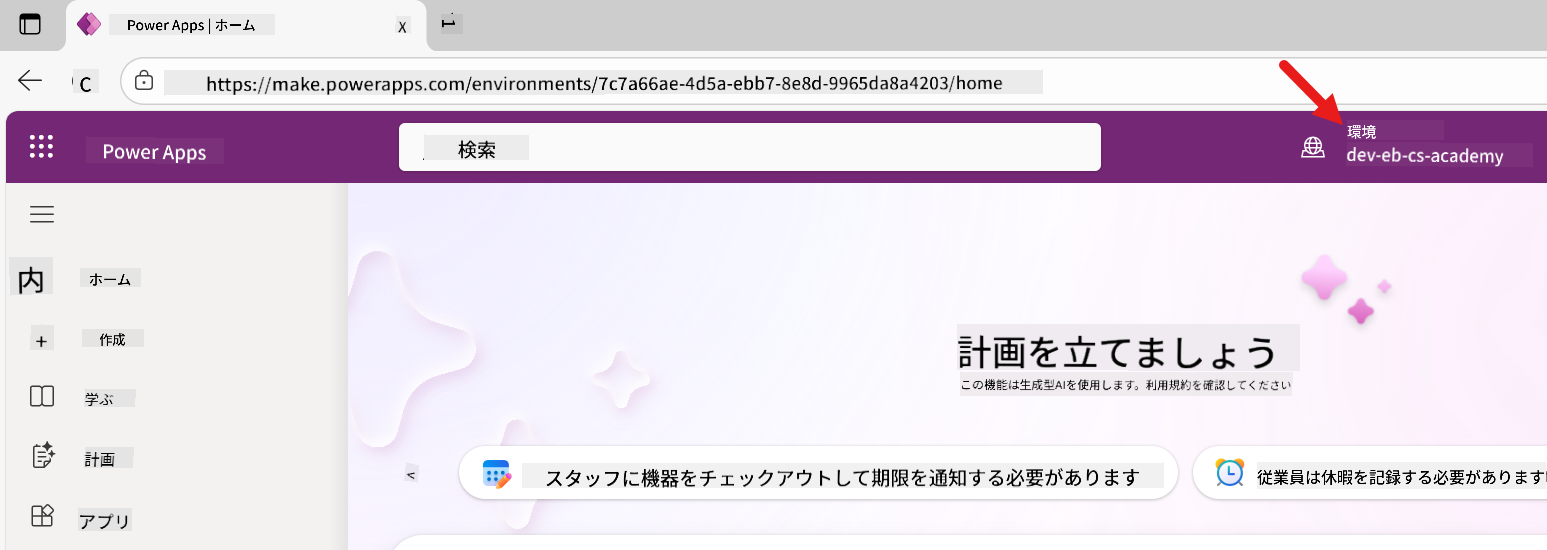 Power Apps | ホーム
X
C
https://make.powerapps.com/environments/7c7a66ae-4d5a-ebb7-8e8d-9965da8a4203/home
Power Apps
検索
環境
dev-eb-cs-academy
内 ホーム
+ 作成
学ぶ
計画
アプリ
計画を立てましょう
この機能は生成型AIを使用します。利用規約を確認してください
<
スタッフに機器をチェックアウトして期限を通知する必要があります
従業員は休暇を記録する必要があります